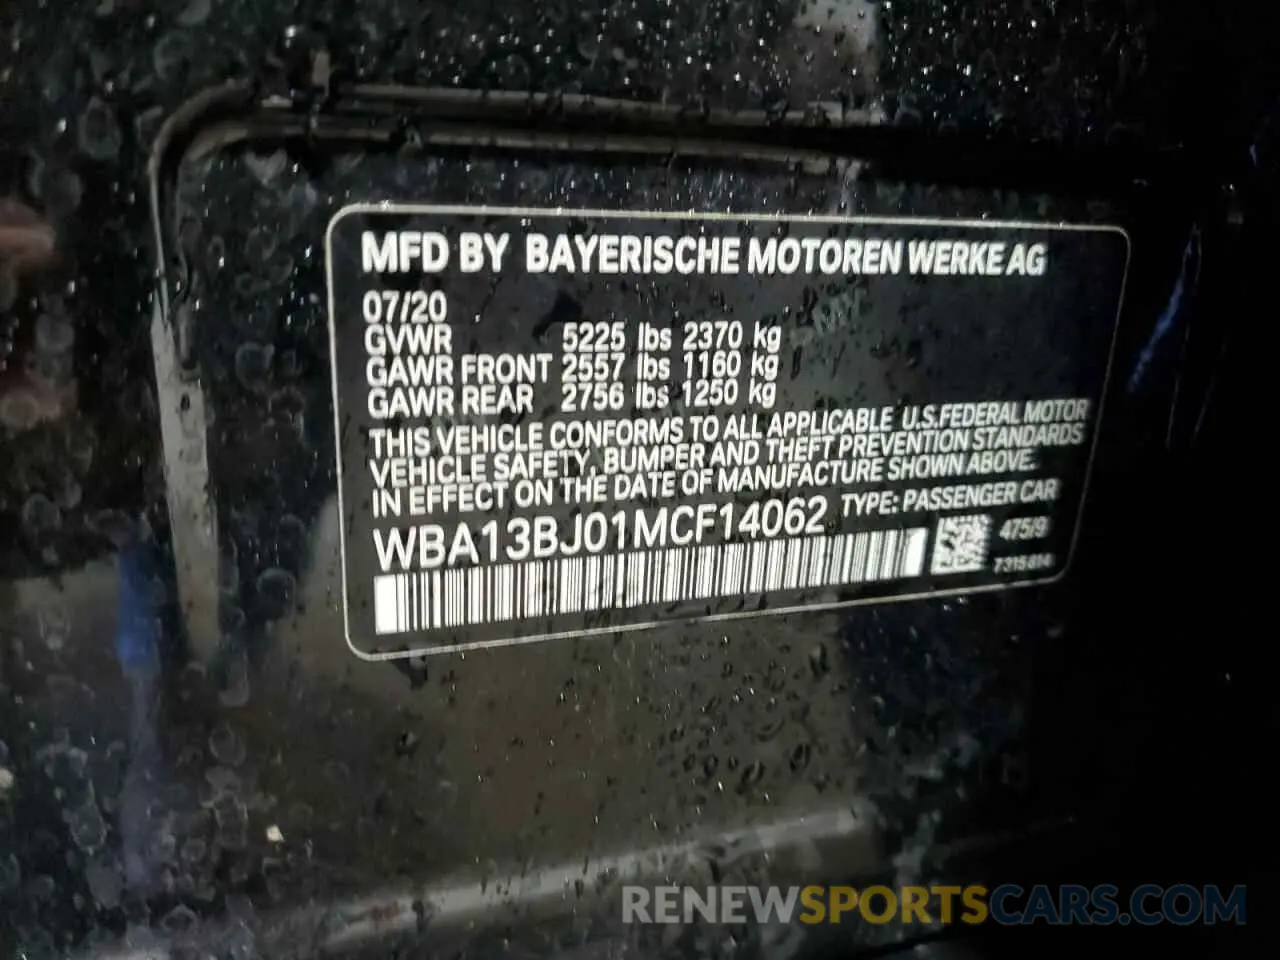 MFD BY BAYERISCHE MOTOREN WERKE AG
07/20
GVWR 5225 lbs 2370 kg
GAWR FRONT 2557 lbs 1160 kg
GAWR REAR 2756 lbs 1250 kg
THIS VEHICLE CONFORMS TO ALL APPLICABLE U.S.FEDERAL MOTOR
VEHICLE SAFETY, BUMPER AND THEFT PREVENTION STANDARDS
IN EFFECT ON THE DATE OF MANUFACTURE SHOWN ABOVE.
WBA13BJ01MCF14062 TYPE: PASSENGER CAR
475/9
RENEWSPORTSCARS.COM